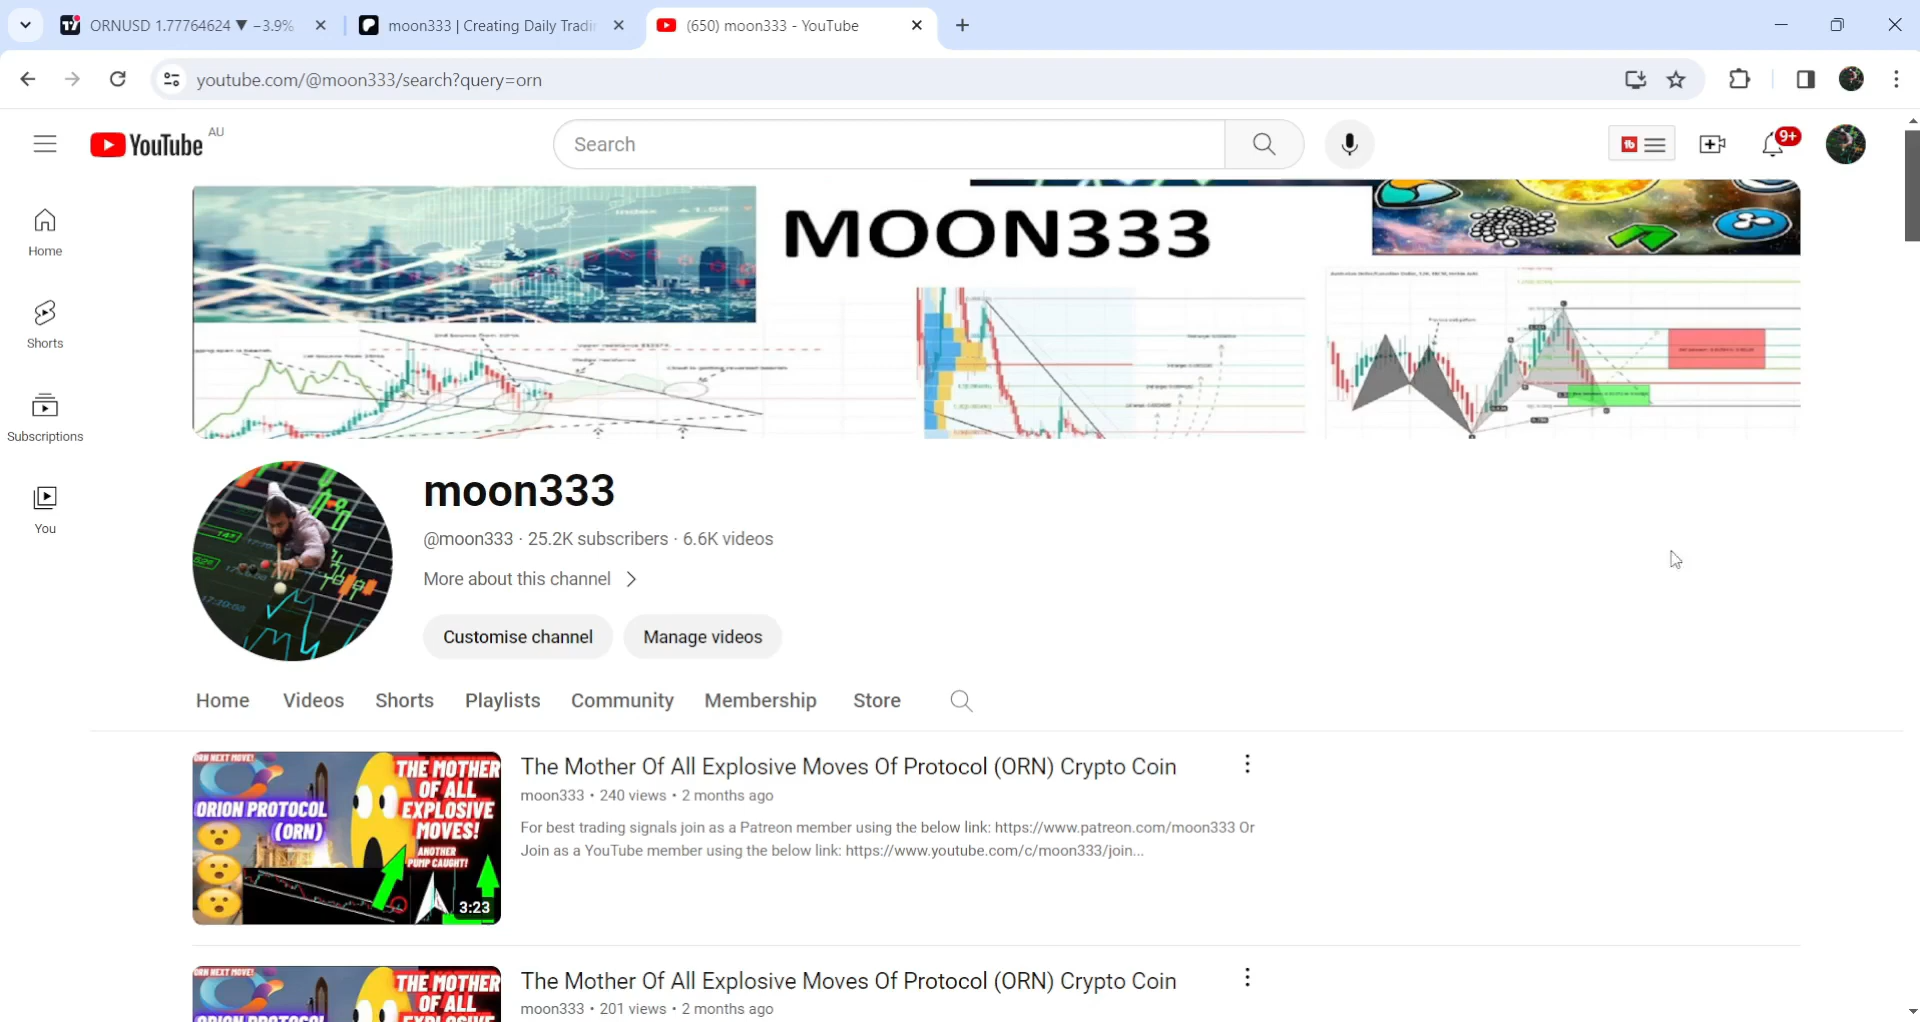 ORNUSD 1.77764624 ▼ −3.9%
moon333 | Creating Daily Tradi
(650) moon333 - YouTube
youtube.com/@moon333/search?query=orn
YouTube AU
Search
9+
Home
Shorts
Subscriptions
You
MOON333
moon333
@moon333 · 25.2K subscribers · 6.6K videos
More about this channel
Customise channel
Manage videos
Home Videos Shorts Playlists Community Membership Store
ORN NEXT MOVE!
ORION PROTOCOL
(ORN)
THE MOTHER
OF ALL
EXPLOSIVE
MOVES!
ANOTHER
PUMP CAUGHT!
3:23
The Mother Of All Explosive Moves Of Protocol (ORN) Crypto Coin
moon333 • 240 views • 2 months ago
For best trading signals join as a Patreon member using the below link: https://www.patreon.com/moon333 Or
Join as a YouTube member using the below link: https://www.youtube.com/c/moon333/join...
ORN NEXT MOVE!
ORION PROTOCOL
THE MOTHER
OF ALL
The Mother Of All Explosive Moves Of Protocol (ORN) Crypto Coin
moon333 • 201 views • 2 months ago